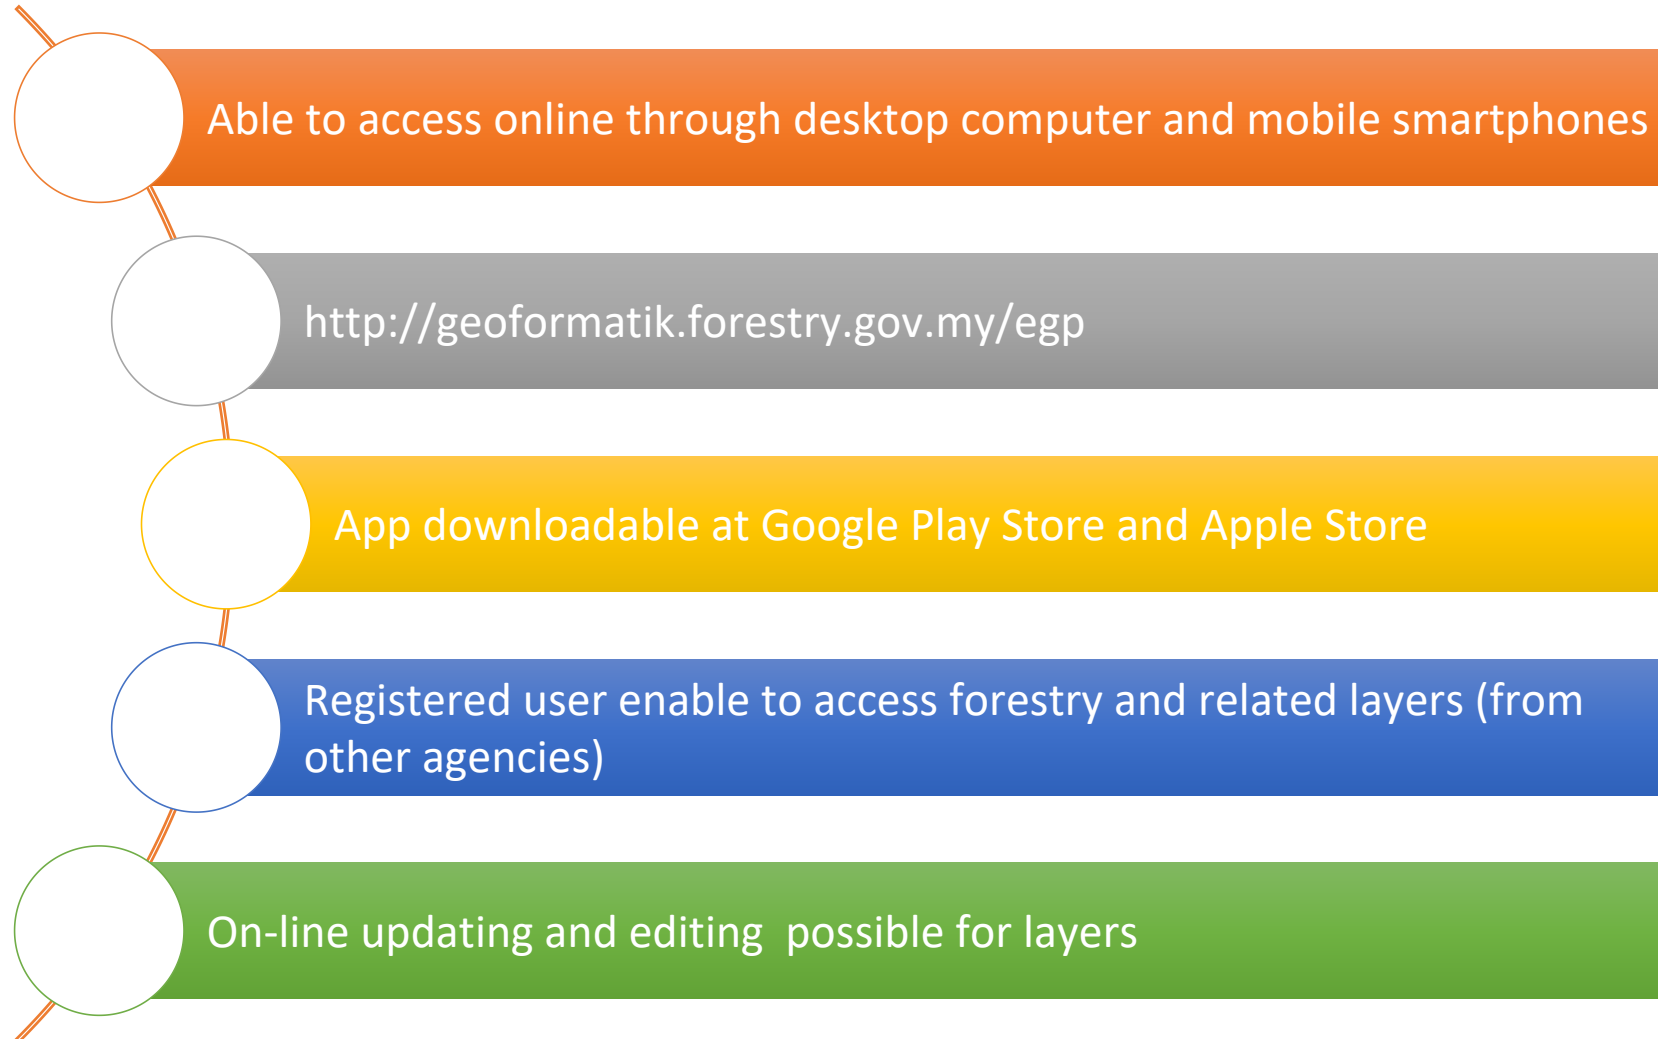 Able to access online through desktop computer and mobile smartphones
http://geoformatik.forestry.gov.my/egp
App downloadable at Google Play Store and Apple Store
Registered user enable to access forestry and related layers (from
other agencies)
On-line updating and editing  possible for layers